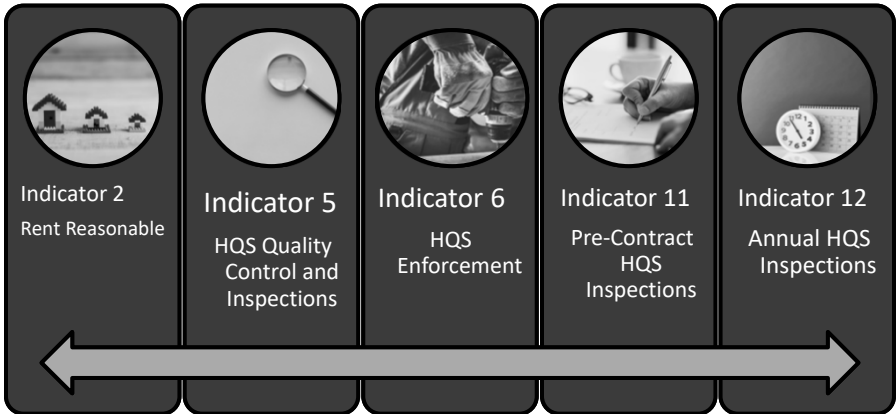 Indicator 2
Rent Reasonable
Indicator 5
HQS Quality
Control and
Inspections
Indicator 6
HQS
Enforcement
Indicator 11
Pre-Contract
HQS
Inspections
Indicator 12
Annual HQS
Inspections